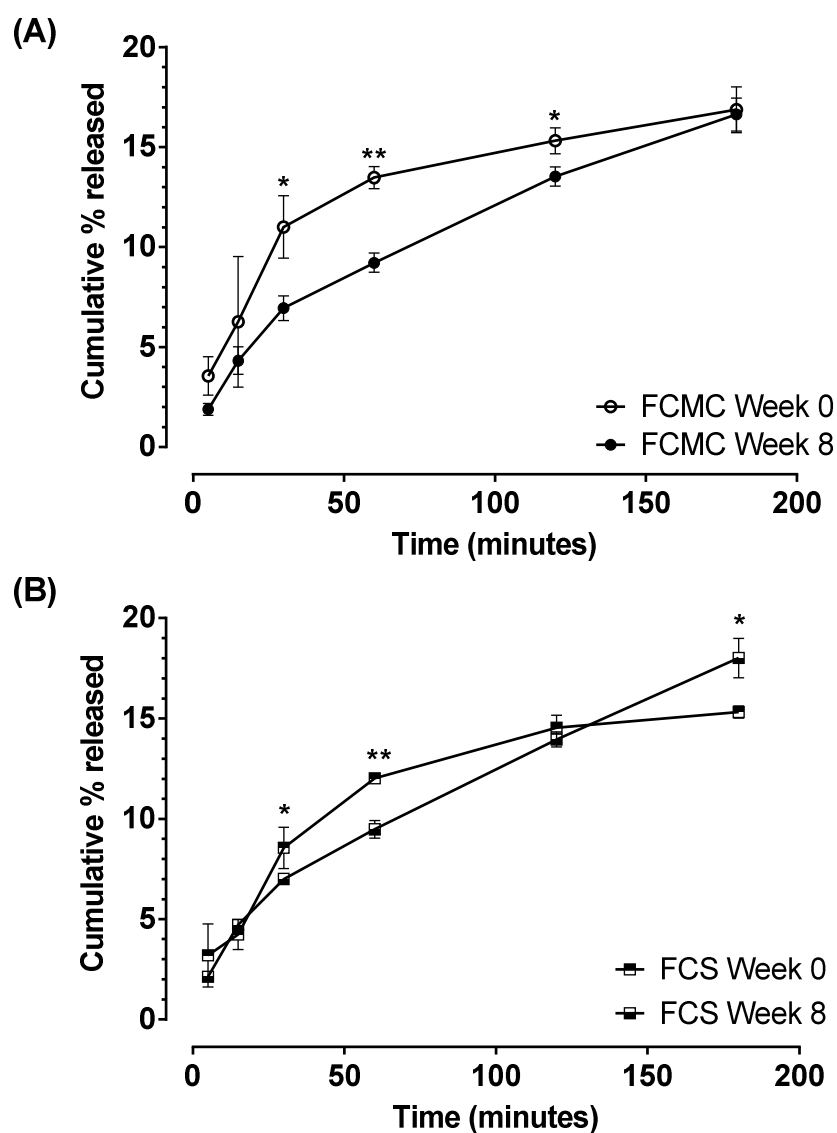 (A)
20
15
10
5
0
Cumulative % released
*
**
*
FCMC Week 0
FCMC Week 8
0 50 100 150 200
Time (minutes)
(B)
20
15
10
5
0
Cumulative % released
*
**
*
FCS Week 0
FCS Week 8
0 50 100 150 200
Time (minutes)